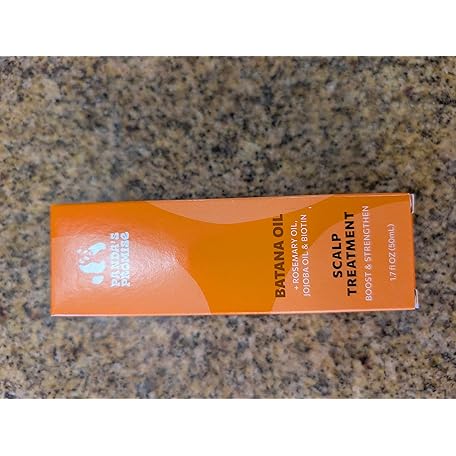 PANDA'S
PROMISE
BATANA OIL
+ ROSEMARY OIL,
JOJOBA OIL & BIOTIN
SCALP
TREATMENT
BOOST & STRENGTHEN
1.7 fl OZ (50mL)